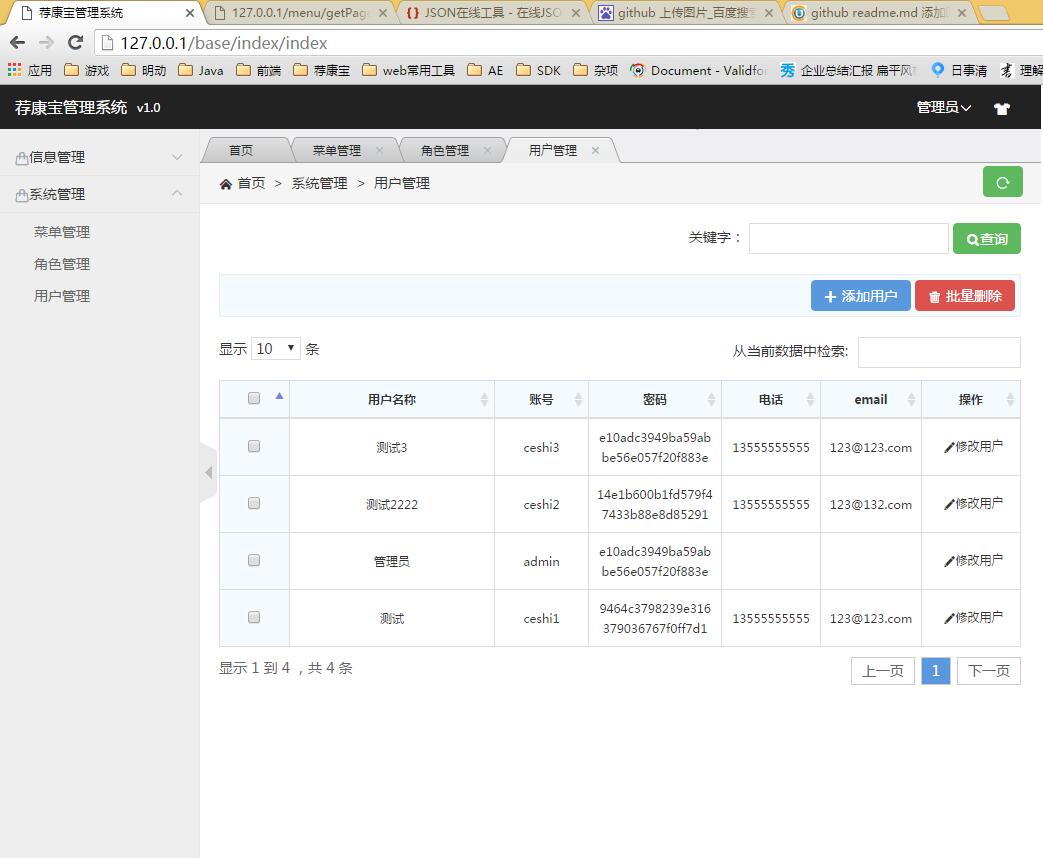 荐康宝管理系统
127.0.0.1/menu/getPage
JSON在线工具 - 在线JSO
github 上传图片_百度搜
github readme.md 添加
127.0.0.1/base/index/index
应用 游戏 明动 Java 前端 荐康宝 web常用工具 AE SDK 杂项 Document - Validfor 秀 企业总结汇报 扁平风 日事清 理解
荐康宝管理系统 v1.0
管理员
信息管理
系统管理
菜单管理
角色管理
用户管理
首页 菜单管理 角色管理 用户管理
首页 > 系统管理 > 用户管理
关键字：
查询
添加用户 批量删除
显示 10 条
从当前数据中检索:
用户名称 账号 密码 电话 email 操作
测试3 ceshi3 e10adc3949ba59ab
be56e057f20f883e 13555555555 123@123.com 修改用户
测试2222 ceshi2 14e1b600b1fd579f4
7433b88e8d85291 13555555555 123@132.com 修改用户
管理员 admin e10adc3949ba59ab
be56e057f20f883e 修改用户
测试 ceshi1 9464c3798239e316
379036767f0ff7d1 13555555555 123@123.com 修改用户
显示 1 到 4 ，共 4 条
上一页 1 下一页